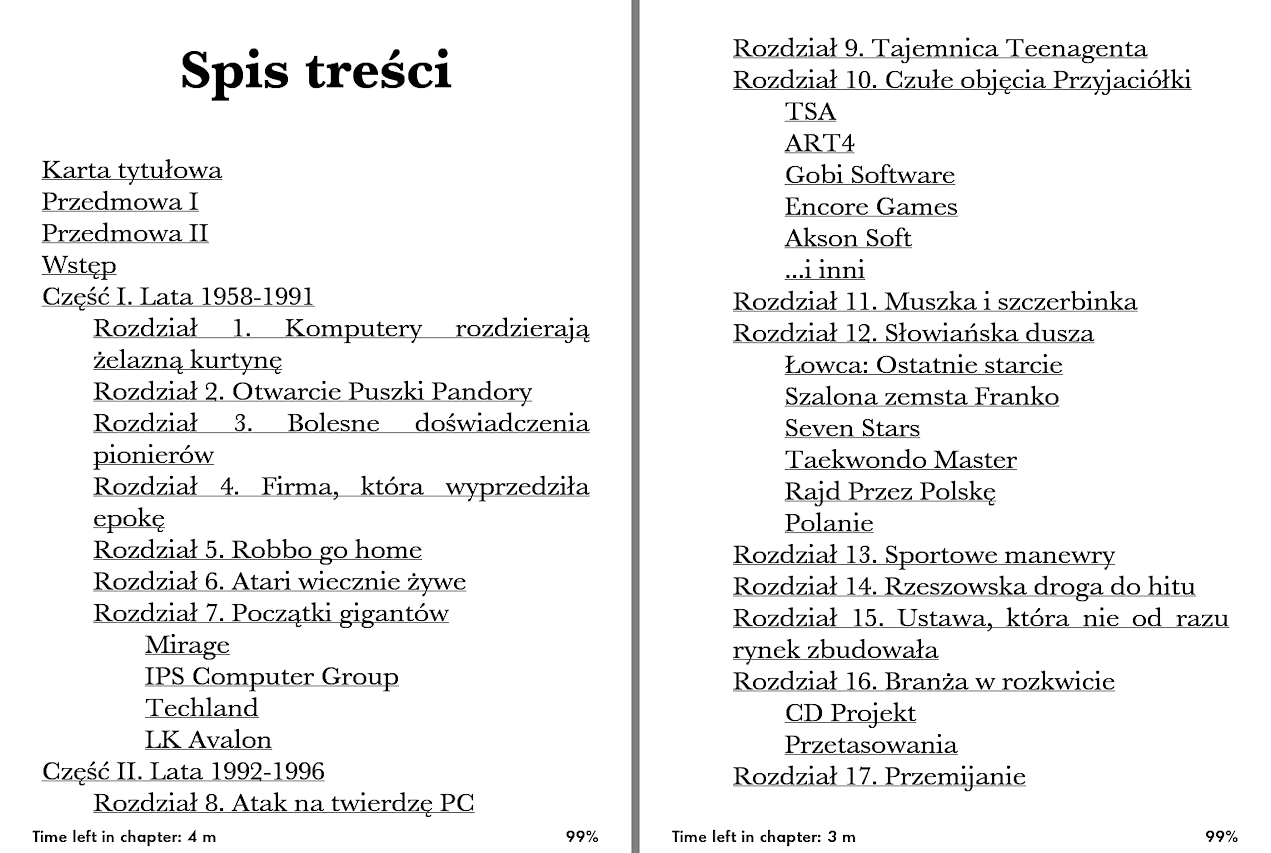 Spis treści
Karta tytułowa
Przedmowa I
Przedmowa II
Wstęp
Część I. Lata 1958-1991
Rozdział 1. Komputery rozdzierają
żelazną kurtynę
Rozdział 2. Otwarcie Puszki Pandory
Rozdział 3. Bolesne doświadczenia
pionierów
Rozdział 4. Firma, która wyprzedziła
epokę
Rozdział 5. Robbo go home
Rozdział 6. Atari wiecznie żywe
Rozdział 7. Początki gigantów
Mirage
IPS Computer Group
Techland
LK Avalon
Część II. Lata 1992-1996
Rozdział 8. Atak na twierdzę PC
Time left in chapter: 4 m 99%
Rozdział 9. Tajemnica Teenagenta
Rozdział 10. Czułe objęcia Przyjaciółki
TSA
ART4
Gobi Software
Encore Games
Akson Soft
...i inni
Rozdział 11. Muszka i szczerbinka
Rozdział 12. Słowiańska dusza
Łowca: Ostatnie starcie
Szalona zemsta Franko
Seven Stars
Taekwondo Master
Rajd Przez Polskę
Polanie
Rozdział 13. Sportowe manewry
Rozdział 14. Rzeszowska droga do hitu
Rozdział 15. Ustawa, która nie od razu
rynek zbudowała
Rozdział 16. Branża w rozkwicie
CD Projekt
Przetasowania
Rozdział 17. Przemijanie
Time left in chapter: 3 m 99%